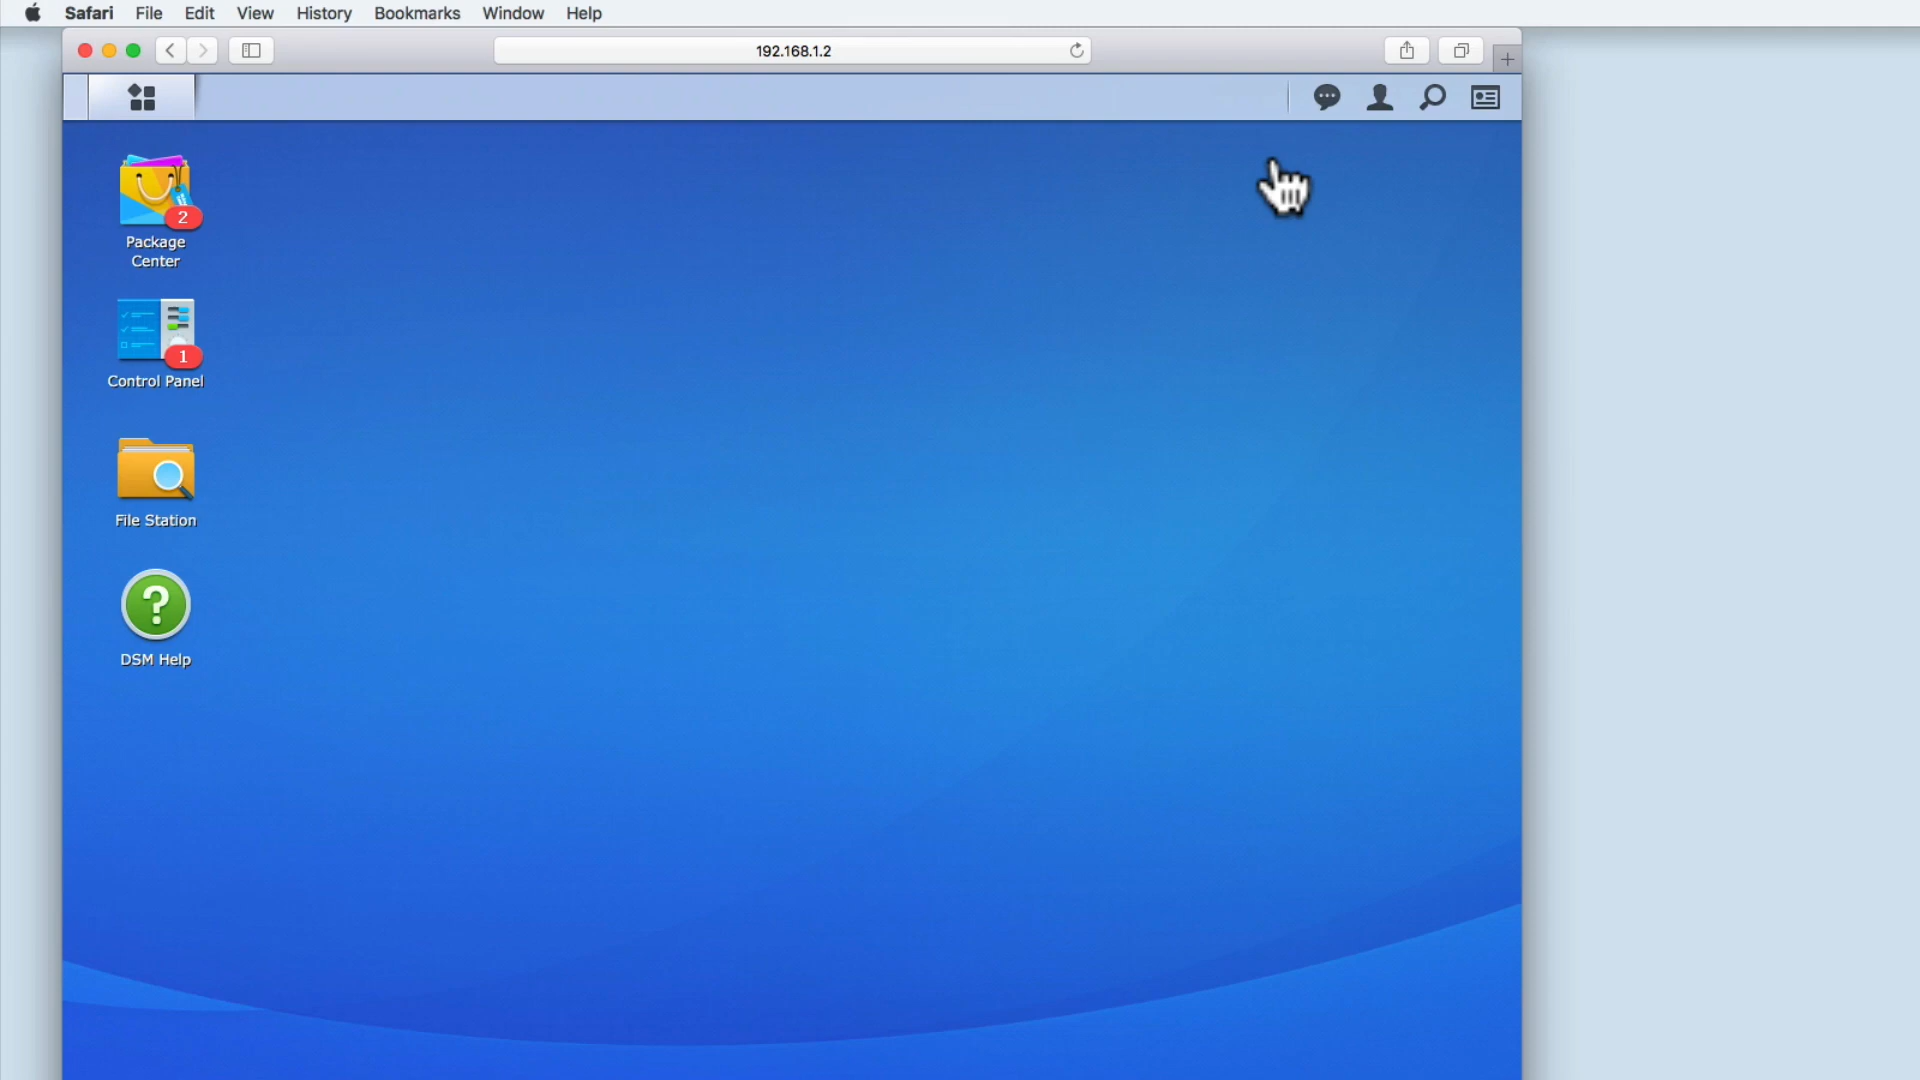 Safari File Edit View History Bookmarks Window Help
192.168.1.2
2
Package
Center
1
Control Panel
File Station
?
DSM Help